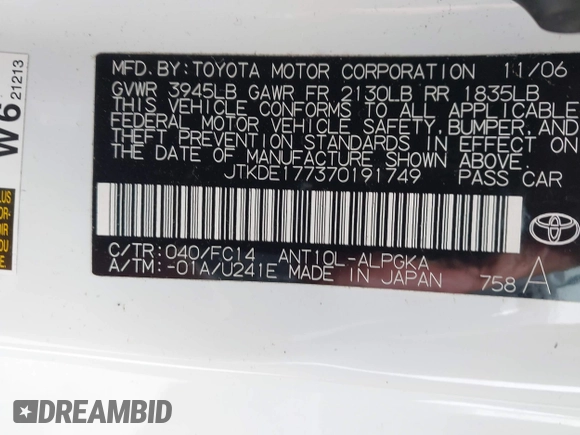 MFD.BY:TOYOTA MOTOR CORPORATION 11/06
GVWR 3945LB GAWR FR 2130LB RR 1835LB
THIS VEHICLE CONFORMS TO ALL APPLICABLE
FEDERAL MOTOR VEHICLE SAFETY,BUMPER,AND
THEFT PREVENTION STANDARDS IN EFFECT ON
THE DATE OF MANUFACTURE SHOWN ABOVE.
JTKDE177370191749 PASS CAR
C/TR:040/FC14 ANT10L-ALPGKA
A/TM:-01A/U241E MADE IN JAPAN
758A
W6
21213
DREAMBID